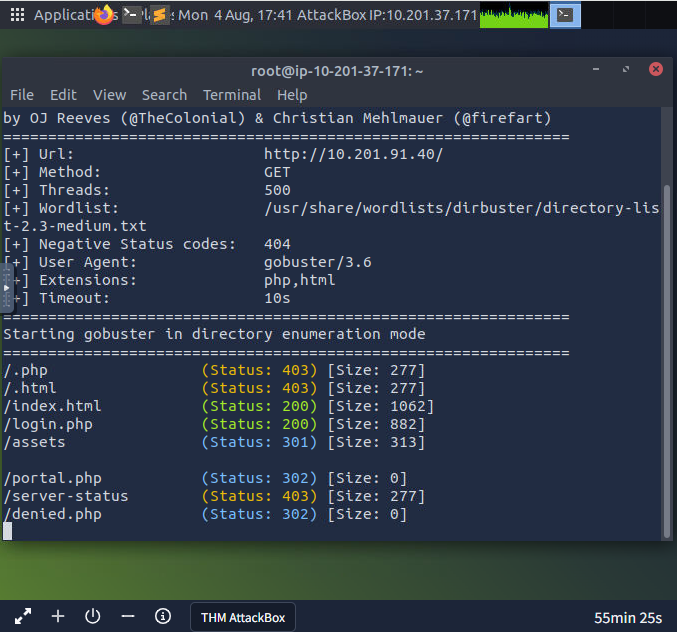 Applications Places Mon 4 Aug, 17:41 AttackBox IP:10.201.37.171
root@ip-10-201-37-171: ~
File Edit View Search Terminal Help
by OJ Reeves (@TheColonial) & Christian Mehlmauer (@firefart)
===============================================================
[+] Url: http://10.201.91.40/
[+] Method: GET
[+] Threads: 500
[+] Wordlist: /usr/share/wordlists/dirbuster/directory-lis
t-2.3-medium.txt
[+] Negative Status codes: 404
[+] User Agent: gobuster/3.6
[+] Extensions: php,html
[+] Timeout: 10s
===============================================================
Starting gobuster in directory enumeration mode
===============================================================
/.php (Status: 403) [Size: 277]
/.html (Status: 403) [Size: 277]
/index.html (Status: 200) [Size: 1062]
/login.php (Status: 200) [Size: 882]
/assets (Status: 301) [Size: 313]
/portal.php (Status: 302) [Size: 0]
/server-status (Status: 403) [Size: 277]
/denied.php (Status: 302) [Size: 0]
THM AttackBox
55min 25s